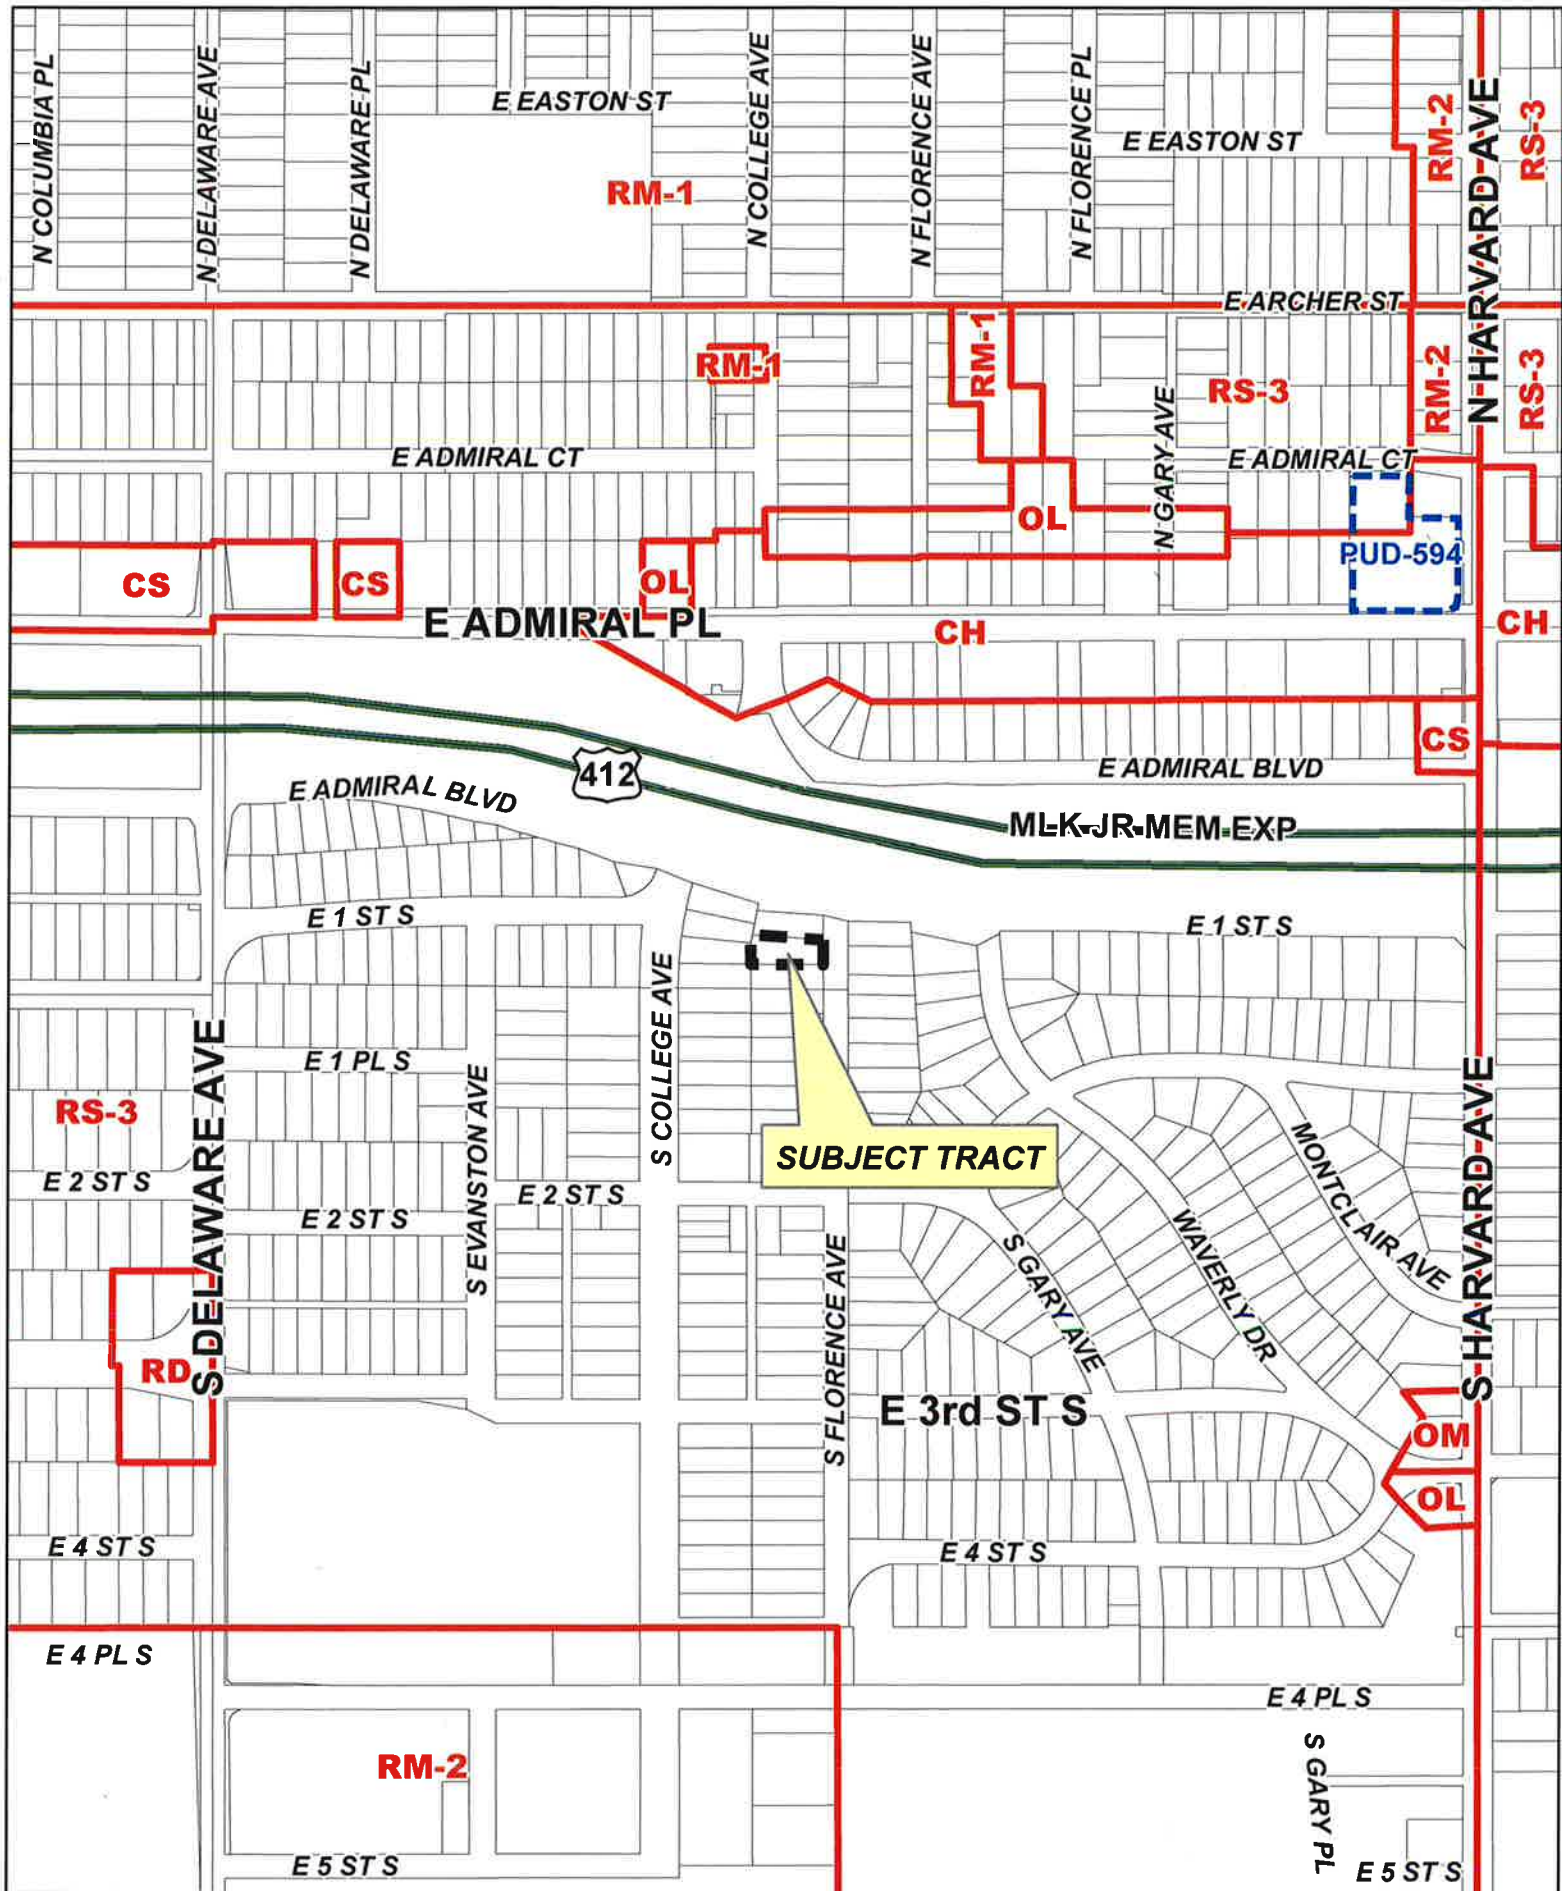 N COLUMBIA PL
N DELAWARE AVE
N DELAWARE PL
E EASTON ST
N COLLEGE AVE
N FLORENCE AVE
N FLORENCE PL
E EASTON ST
RM-2
N HARVARD AVE
RS-3
RM-1
E ARCHER ST
RM-1
RM-1
N GARY AVE
RS-3
RM-2
RS-3
E ADMIRAL CT
E ADMIRAL CT
OL
PUD-594
CS
CS
OL
E ADMIRAL PL
CH
CH
CS
412
E ADMIRAL BLVD
E ADMIRAL BLVD
MLK JR MEM EXP
E 1 ST S
E 1 ST S
S COLLEGE AVE
E 1 PL S
S DELAWARE AVE
S EVANSTON AVE
RS-3
SUBJECT TRACT
MONTCLAIR AVE
S HARVARD AVE
E 2 ST S
E 2 ST S
E 2 ST S
WAVERLY DR
S GARY AVE
S FLORENCE AVE
RD
E 3rd ST S
OM
OL
E 4 ST S
E 4 ST S
E 4 PL S
E 4 PL S
RM-2
S GARY PL
E 5 ST S
E 5 ST S